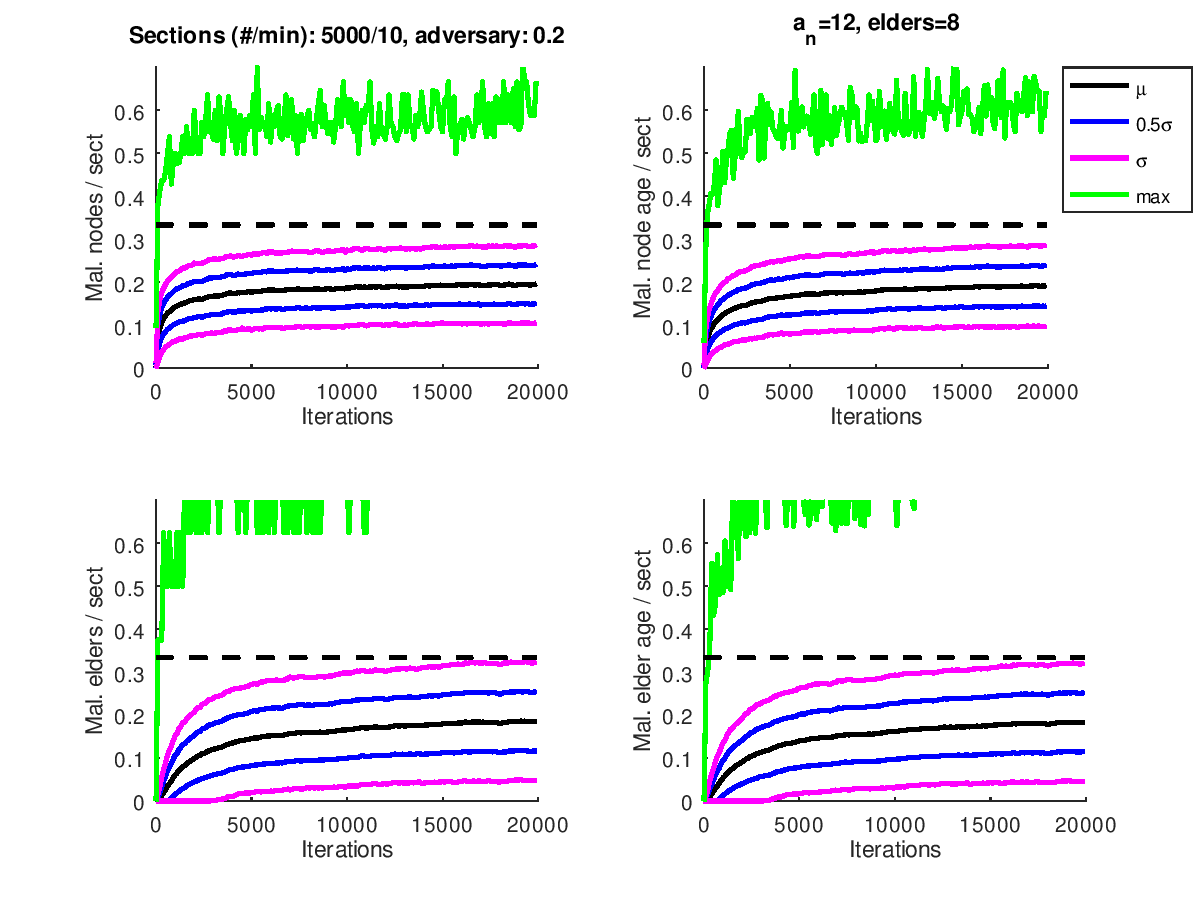 Sections (#/min): 5000/10, adversary: 0.2
Mal. nodes / sect
0.6
0.5
0.4
0.3
0.2
0.1
0
0 5000 10000 15000 20000
Iterations
a_n=12, elders=8
Mal. node age / sect
0.6
0.5
0.4
0.3
0.2
0.1
0
0 5000 10000 15000 20000
Iterations
μ
0.5σ
σ
max
Mal. elders / sect
0.6
0.5
0.4
0.3
0.2
0.1
0
0 5000 10000 15000 20000
Iterations
Mal. elder age / sect
0.6
0.5
0.4
0.3
0.2
0.1
0
0 5000 10000 15000 20000
Iterations